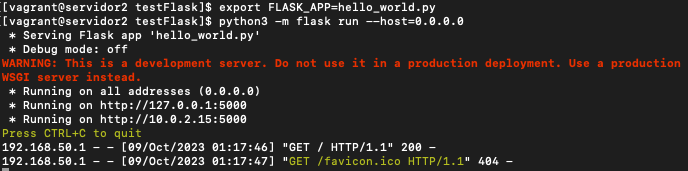 [[vagrant@servidor2 testFlask]$ export FLASK_APP=hello_world.py
[[vagrant@servidor2 testFlask]$ python3 -m flask run --host=0.0.0.0
 * Serving Flask app 'hello_world.py'
 * Debug mode: off
WARNING: This is a development server. Do not use it in a production deployment. Use a production
WSGI server instead.
 * Running on all addresses (0.0.0.0)
 * Running on http://127.0.0.1:5000
 * Running on http://10.0.2.15:5000
Press CTRL+C to quit
192.168.50.1 - - [09/Oct/2023 01:17:46] "GET / HTTP/1.1" 200 -
192.168.50.1 - - [09/Oct/2023 01:17:47] "GET /favicon.ico HTTP/1.1" 404 -